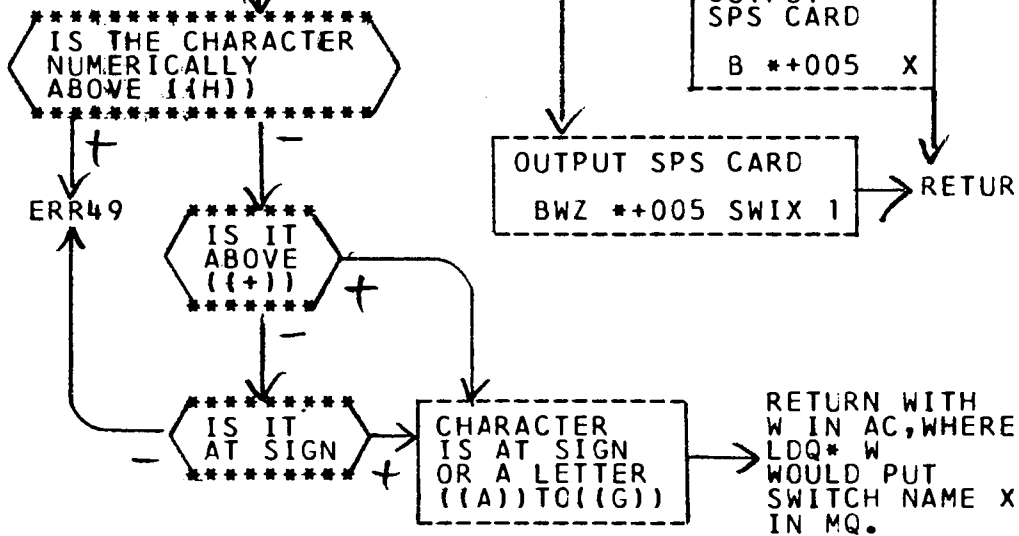 IS THE CHARACTER
NUMERICALLY
ABOVE ((H))
+
-
ERR49
IS IT
ABOVE
((+))
+
-
IS IT
AT SIGN
-
+
CHARACTER
IS AT SIGN
OR A LETTER
((A))TO((G))
RETURN WITH
W IN AC,WHERE
LDQ* W
WOULD PUT
SWITCH NAME X
IN MQ.
SPS CARD
B *+005 X
OUTPUT SPS CARD
BWZ *+005 SWIX 1
RETUR